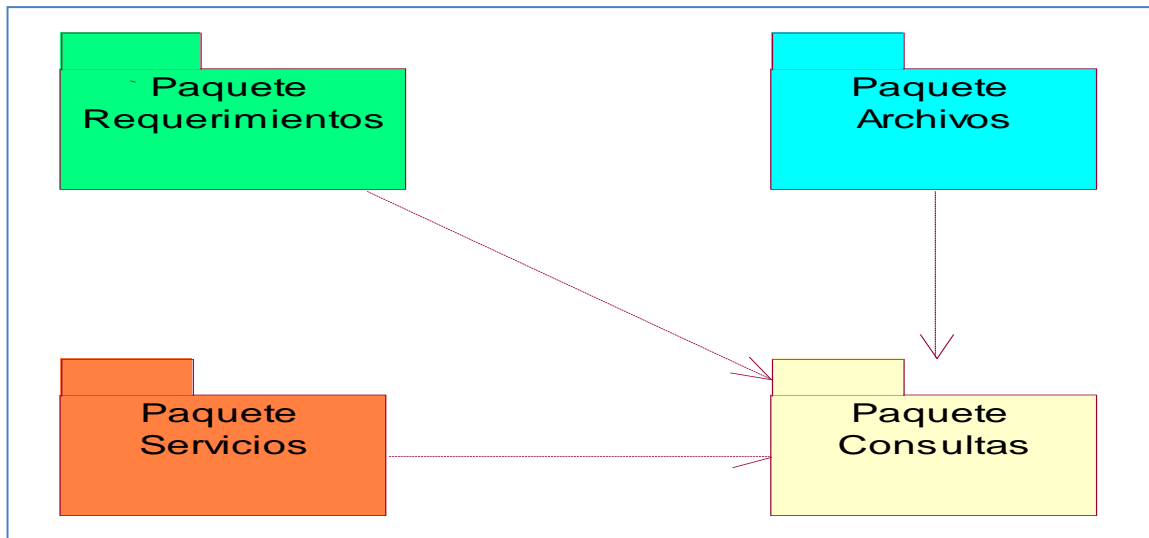 Paquete
Requerimientos
Paquete
Archivos
Paquete
Servicios
Paquete
Consultas